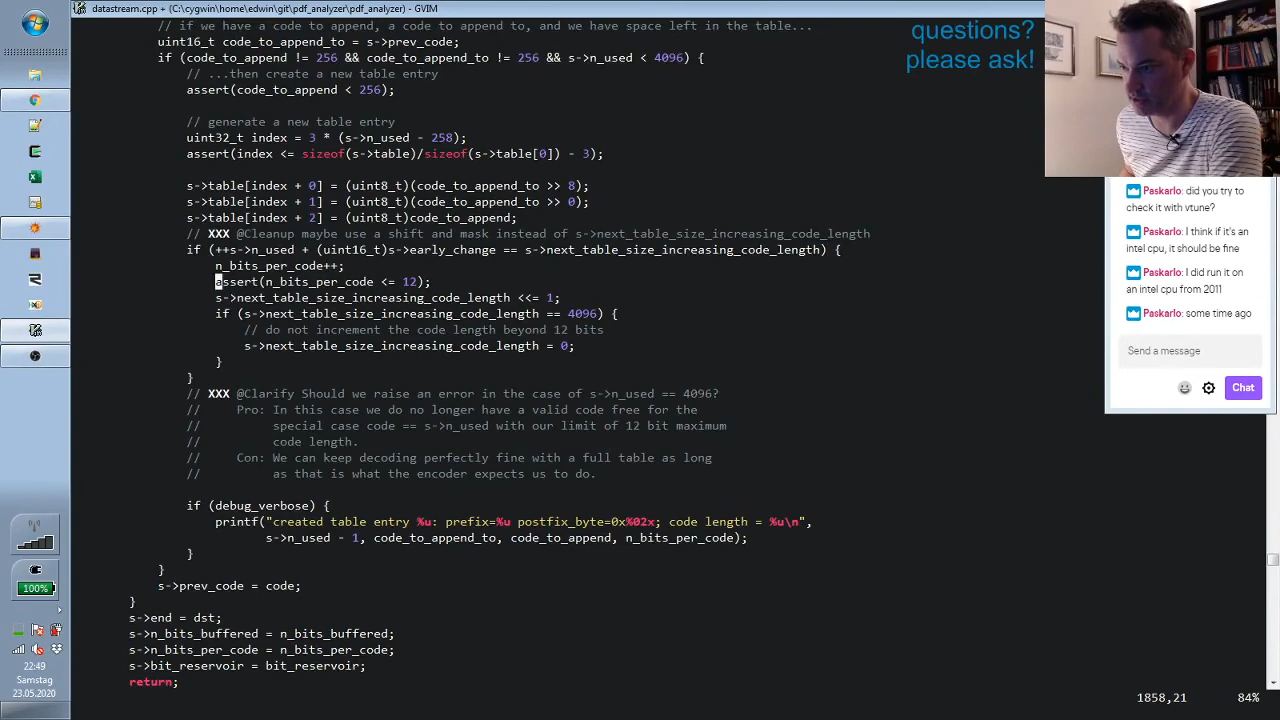 datastream.cpp + (C:\cygwin\home\edwin\git\pdf_analyzer\pdf_analyzer) - GVIM
// if we have a code to append, a code to append to, and we have space left in the table...
uint16_t code_to_append_to = s->prev_code;
if (code_to_append != 256 && code_to_append_to != 256 && s->n_used < 4096) {
// ...then create a new table entry
assert(code_to_append < 256);
// generate a new table entry
uint32_t index = 3 * (s->n_used - 258);
assert(index <= sizeof(s->table)/sizeof(s->table[0]) - 3);
s->table[index + 0] = (uint8_t)(code_to_append_to >> 8);
s->table[index + 1] = (uint8_t)(code_to_append_to >> 0);
s->table[index + 2] = (uint8_t)code_to_append;
// XXX @Cleanup maybe use a shift and mask instead of s->next_table_size_increasing_code_length
if (++s->n_used + (uint16_t)s->early_change == s->next_table_size_increasing_code_length) {
n_bits_per_code++;
assert(n_bits_per_code <= 12);
s->next_table_size_increasing_code_length <<= 1;
if (s->next_table_size_increasing_code_length == 4096) {
// do not increment the code length beyond 12 bits
s->next_table_size_increasing_code_length = 0;
}
}
// XXX @Clarify Should we raise an error in the case of s->n_used == 4096?
// Pro: In this case we do no longer have a valid code free for the
// special case code == s->n_used with our limit of 12 bit maximum
// code length.
// Con: We can keep decoding perfectly fine with a full table as long
// as that is what the encoder expects us to do.
if (debug_verbose) {
printf("created table entry %u: prefix=%u postfix_byte=0x%02x; code length = %u\n",
s->n_used - 1, code_to_append_to, code_to_append, n_bits_per_code);
}
}
s->prev_code = code;
}
s->end = dst;
s->n_bits_buffered = n_bits_buffered;
s->n_bits_per_code = n_bits_per_code;
s->bit_reservoir = bit_reservoir;
return;
1858,21 84%
questions?
please ask!
Paskarlo: did you try to
check it with vtune?
Paskarlo: I think if it's an
intel cpu, it should be fine
Paskarlo: I did run it on
an intel cpu from 2011
Paskarlo: some time ago
Send a message
Chat
100%
22:49
Samstag
23.05.2020